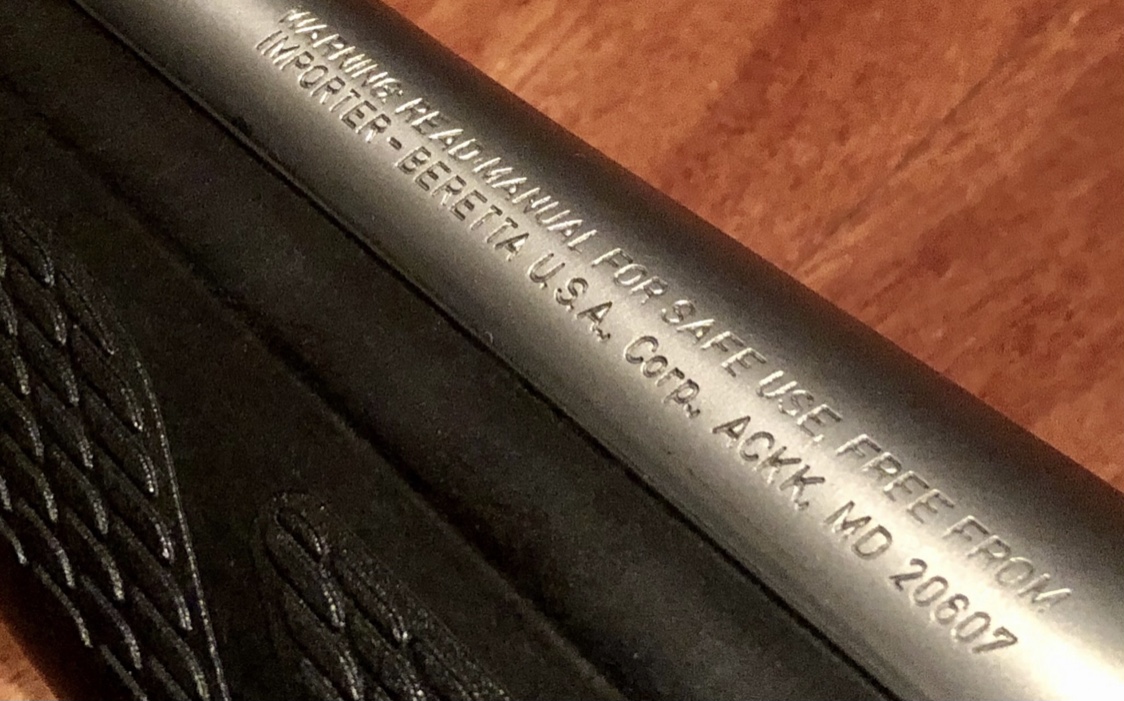 WARNING: READ MANUAL FOR SAFE USE, FREE FROM
IMPORTER-BERETTA U.S.A. Corp., ACKK, MD 20607